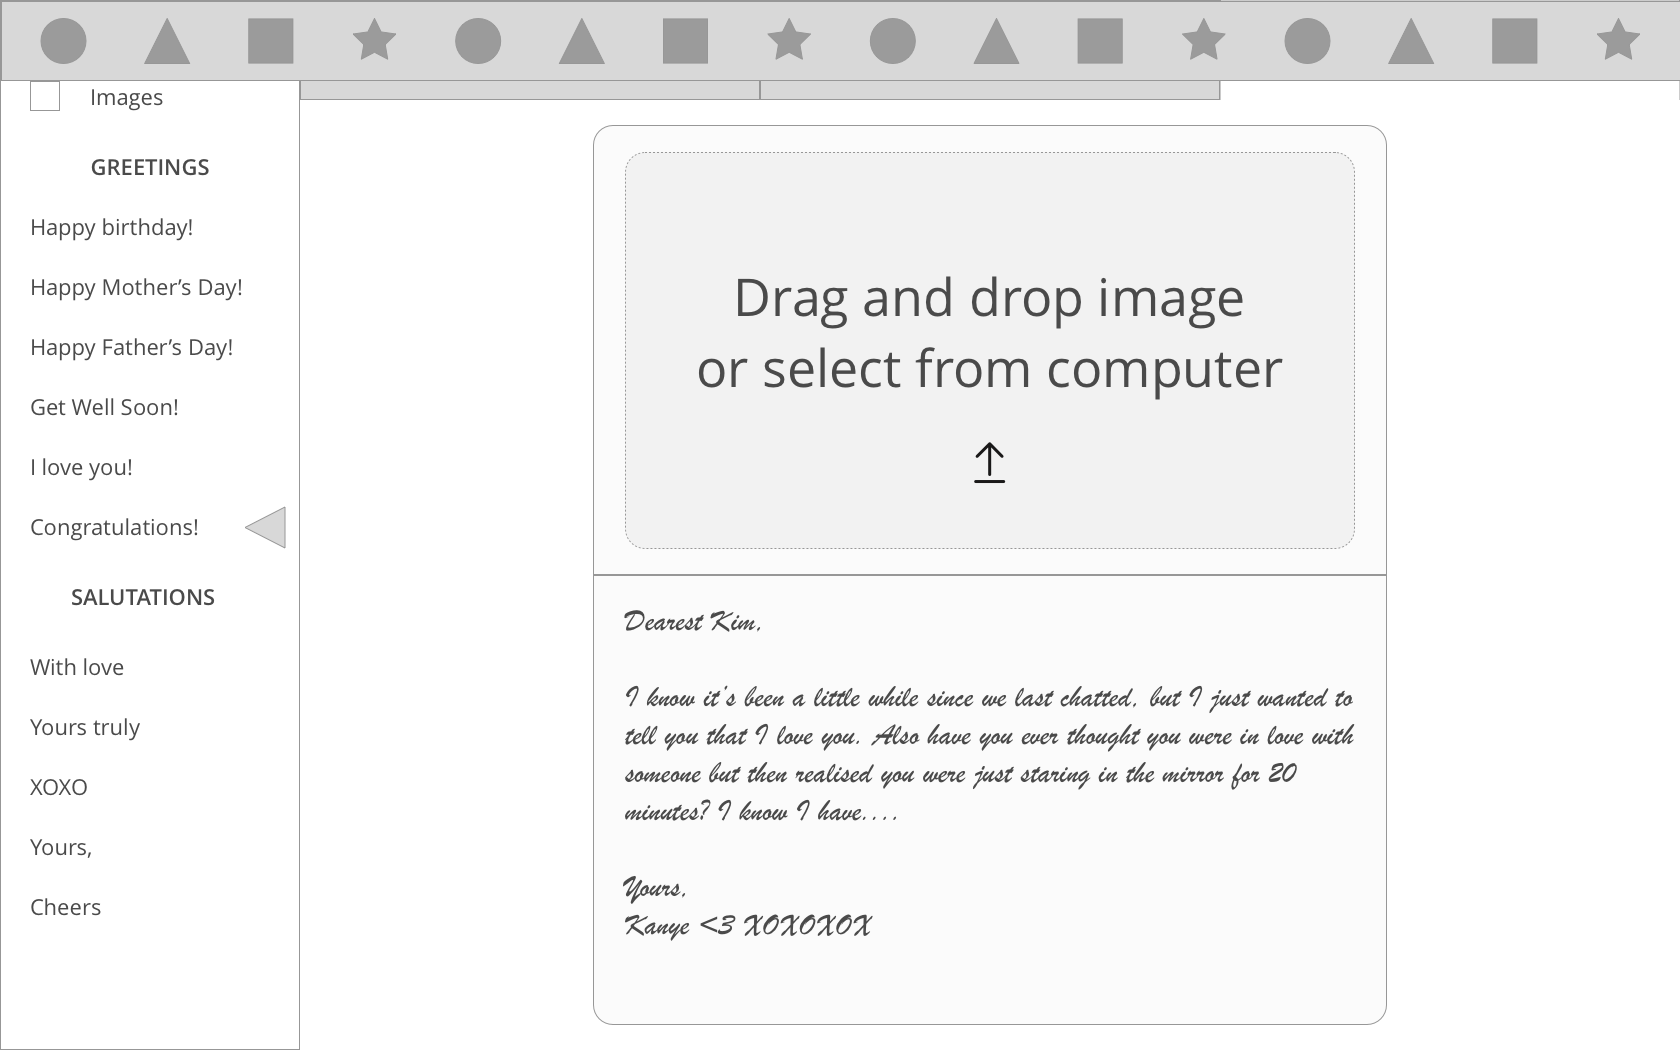 Images
GREETINGS
Happy birthday!
Happy Mother’s Day!
Happy Father’s Day!
Get Well Soon!
I love you!
Congratulations!
SALUTATIONS
With love
Yours truly
XOXO
Yours,
Cheers
Drag and drop image
or select from computer
Dearest Kim,
I know it's been a little while since we last chatted, but I just wanted to
tell you that I love you. Also have you ever thought you were in love with
someone but then realised you were just staring in the mirror for 20
minutes? I know I have....
Yours,
Kanye <3 XOXOXOX